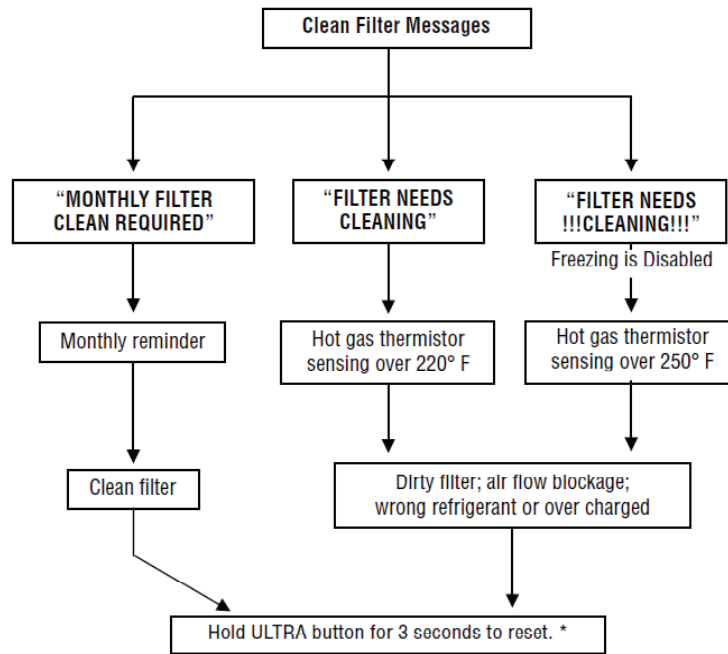 Clean Filter Messages
“MONTHLY FILTER
CLEAN REQUIRED”
“FILTER NEEDS
CLEANING”
“FILTER NEEDS
!!!CLEANING!!!”
Freezing is Disabled
Monthly reminder
Hot gas thermistor
sensing over 220° F
Hot gas thermistor
sensing over 250° F
Clean filter
Dirty filter; air flow blockage;
wrong refrigerant or over charged
Hold ULTRA button for 3 seconds to reset. *